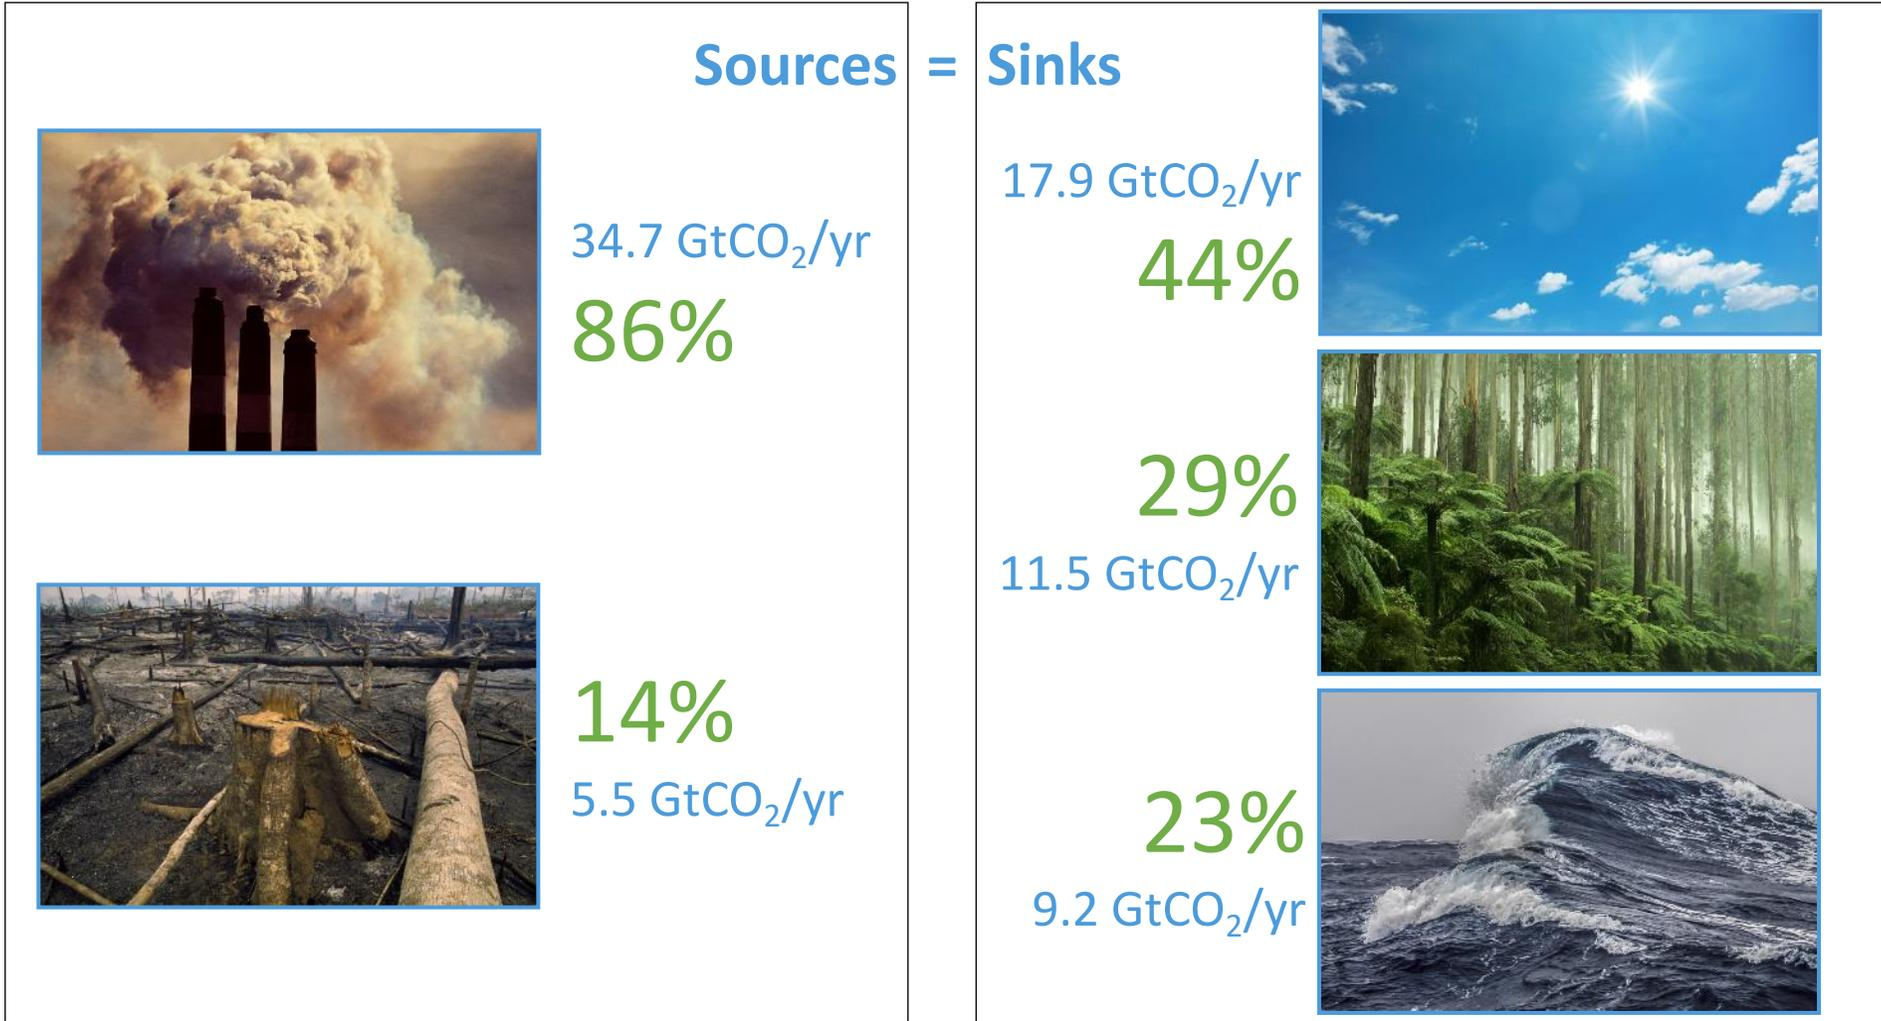 Sources = Sinks
34.7 GtCO₂/yr
86%
14%
5.5 GtCO₂/yr
17.9 GtCO₂/yr
44%
29%
11.5 GtCO₂/yr
23%
9.2 GtCO₂/yr